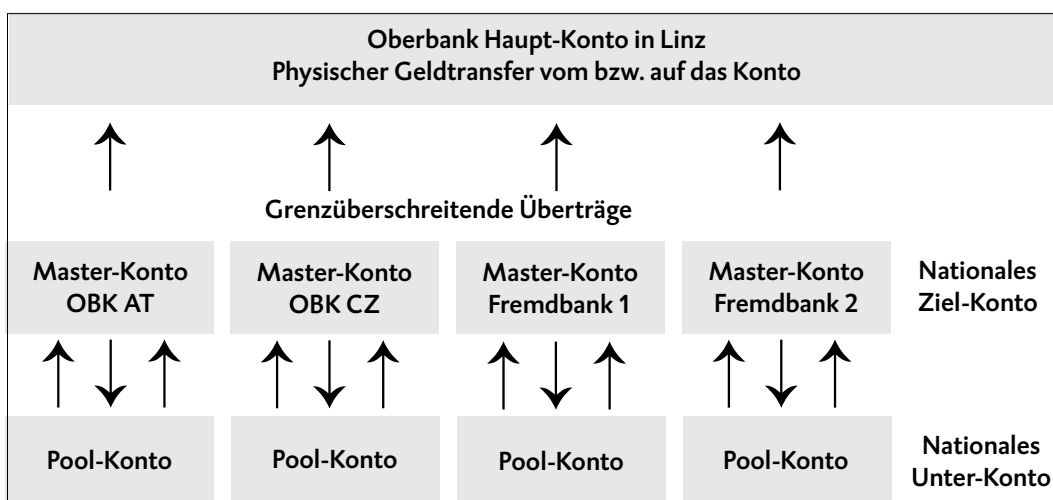 Oberbank Haupt-Konto in Linz
Physischer Geldtransfer vom bzw. auf das Konto
Grenzüberschreitende Überträge
Master-Konto
OBK AT
Master-Konto
OBK CZ
Master-Konto
Fremdbank 1
Master-Konto
Fremdbank 2
Nationales
Ziel-Konto
Pool-Konto
Pool-Konto
Pool-Konto
Pool-Konto
Nationales
Unter-Konto